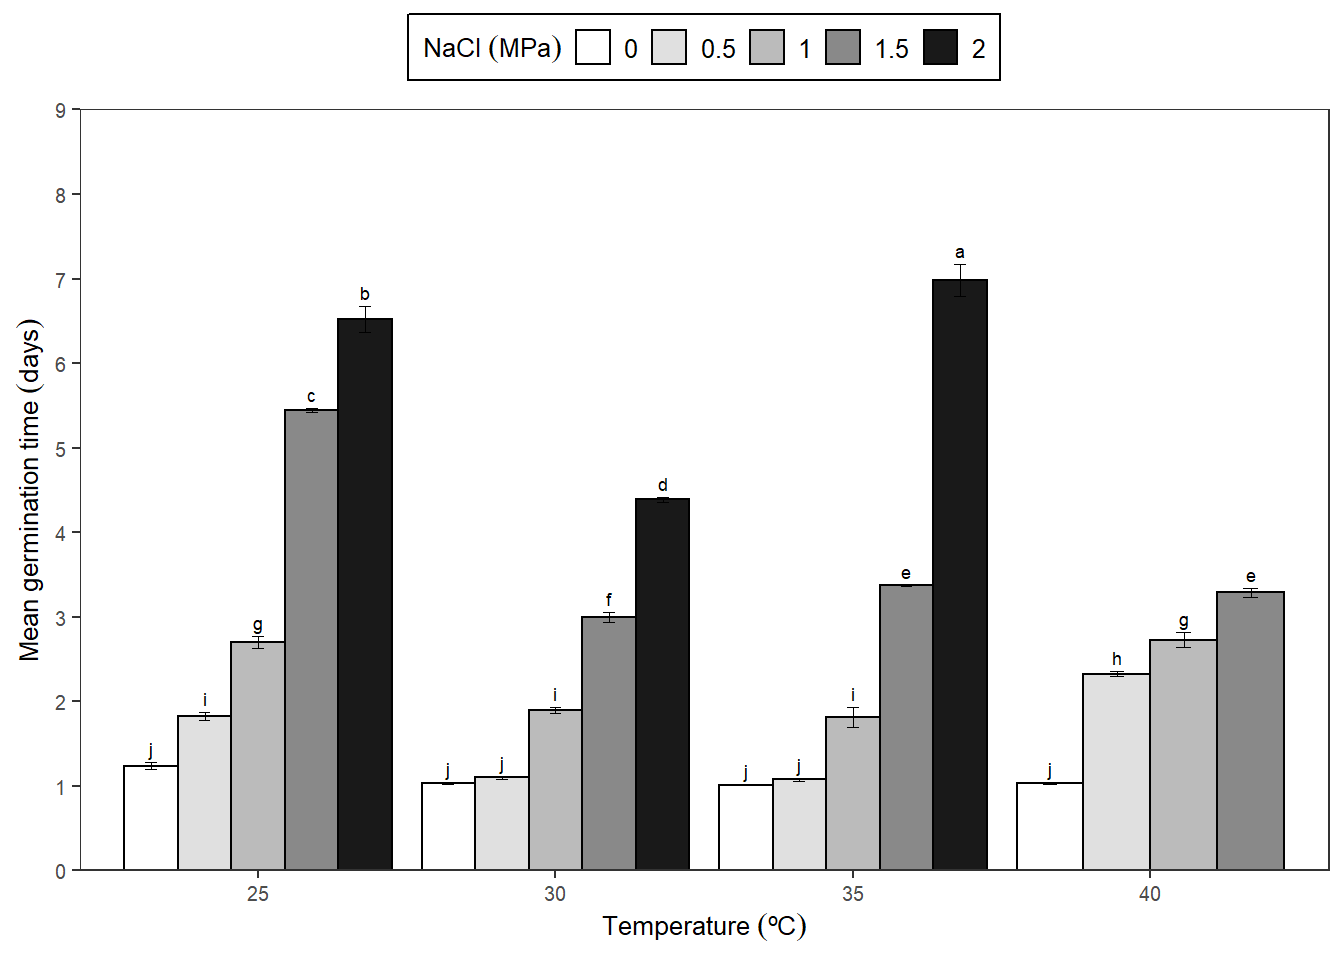 NaCl (MPa) 0 0.5 1 1.5 2
Mean germination time (days)
9
8
7
6
5
4
3
2
1
0
j i g c b
j j i f d
j j i e a
j h g e
25 30 35 40
Temperature (ºC)